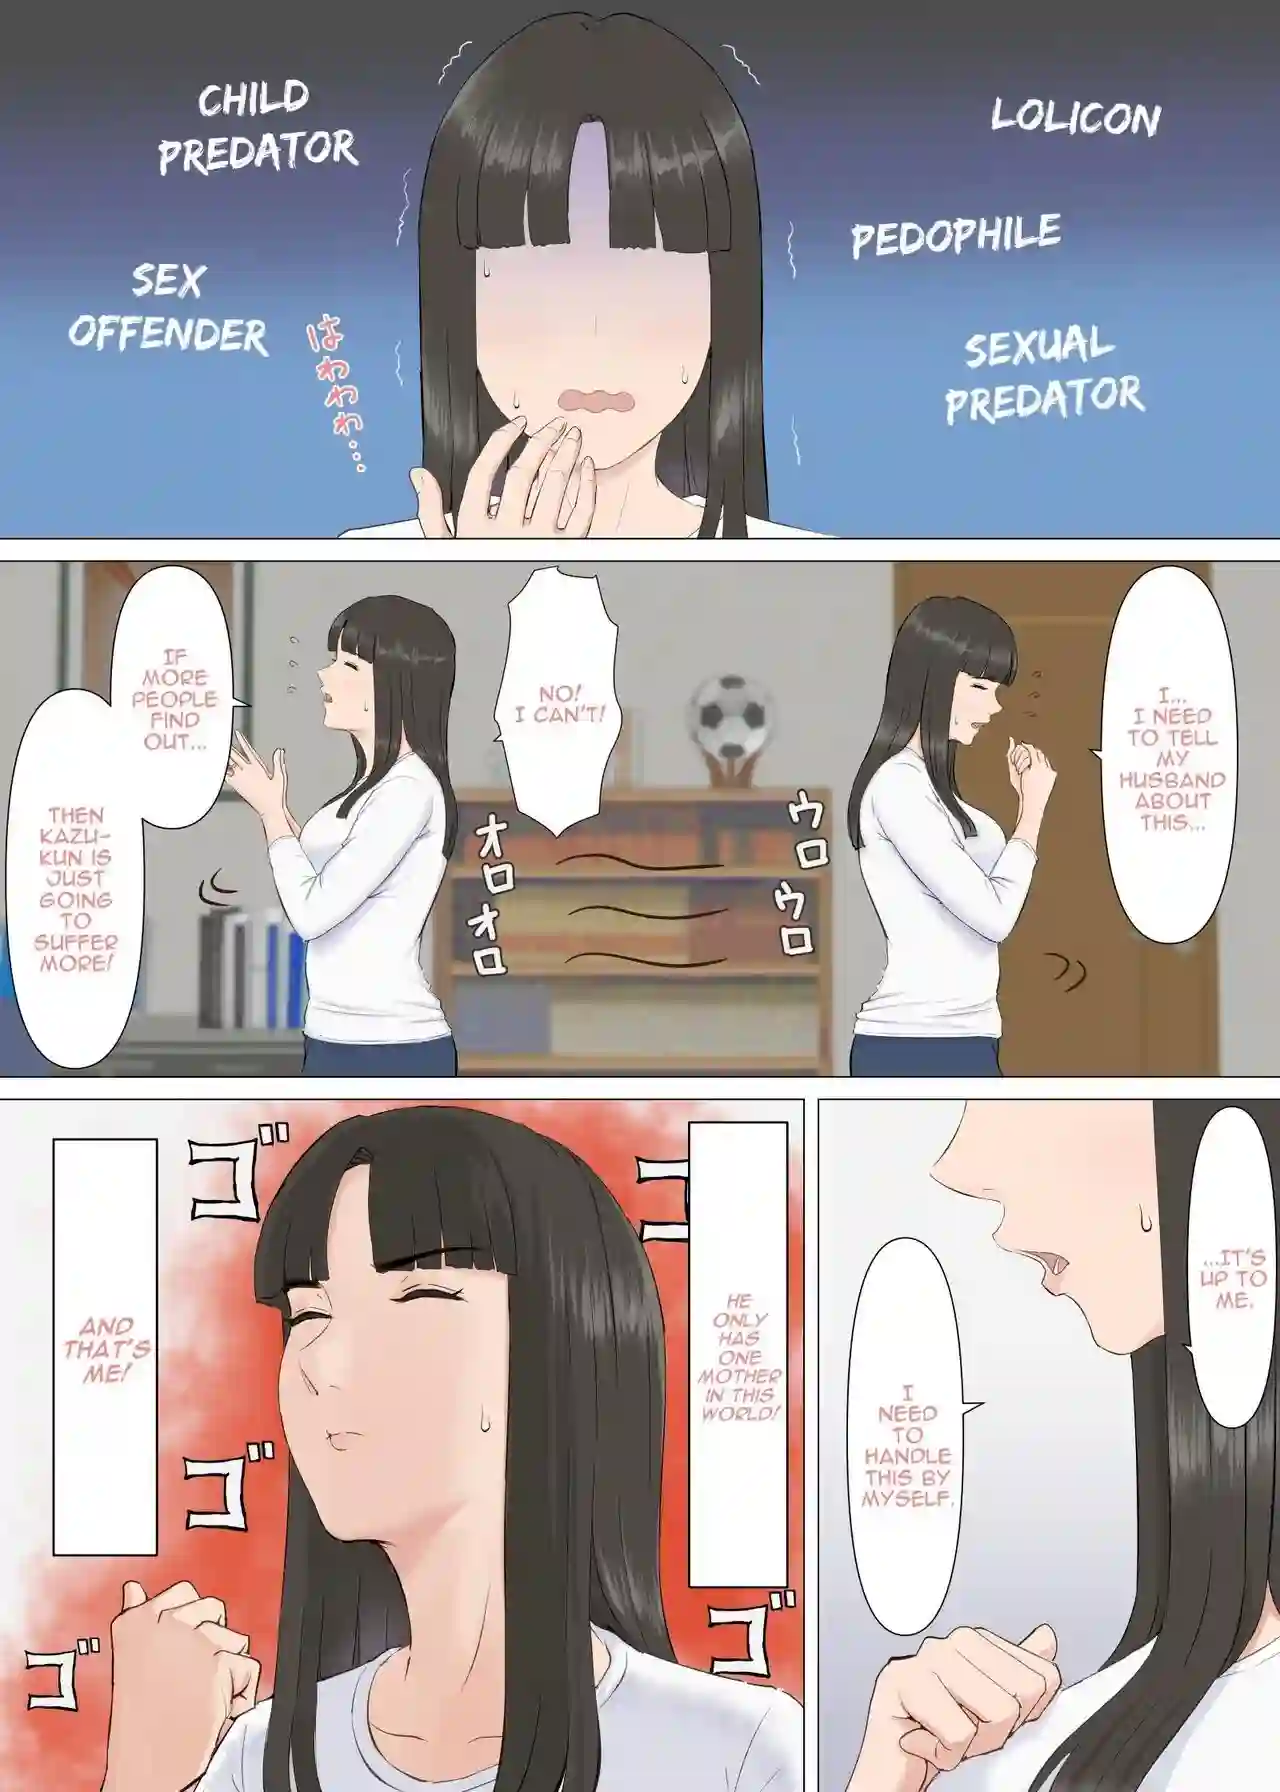 CHILD
PREDATOR
LOLICON
PEDOPHILE
SEX
OFFENDER
SEXUAL
PREDATOR
はわわわ…
I...
I NEED
TO TELL
MY
HUSBAND
ABOUT
THIS...
ウロ
ウロ
NO!
I CAN'T!
オロ
オロ
IF
MORE
PEOPLE
FIND
OUT...
THEN
KAZU-
KUN IS
JUST
GOING
TO
SUFFER
MORE!
...IT'S
UP TO
ME.
I
NEED
TO
HANDLE
THIS BY
MYSELF.
HE
ONLY
HAS
ONE
MOTHER
IN THIS
WORLD!
AND
THAT'S
ME!
ゴ
ゴ
ゴ
ゴ
ゴ